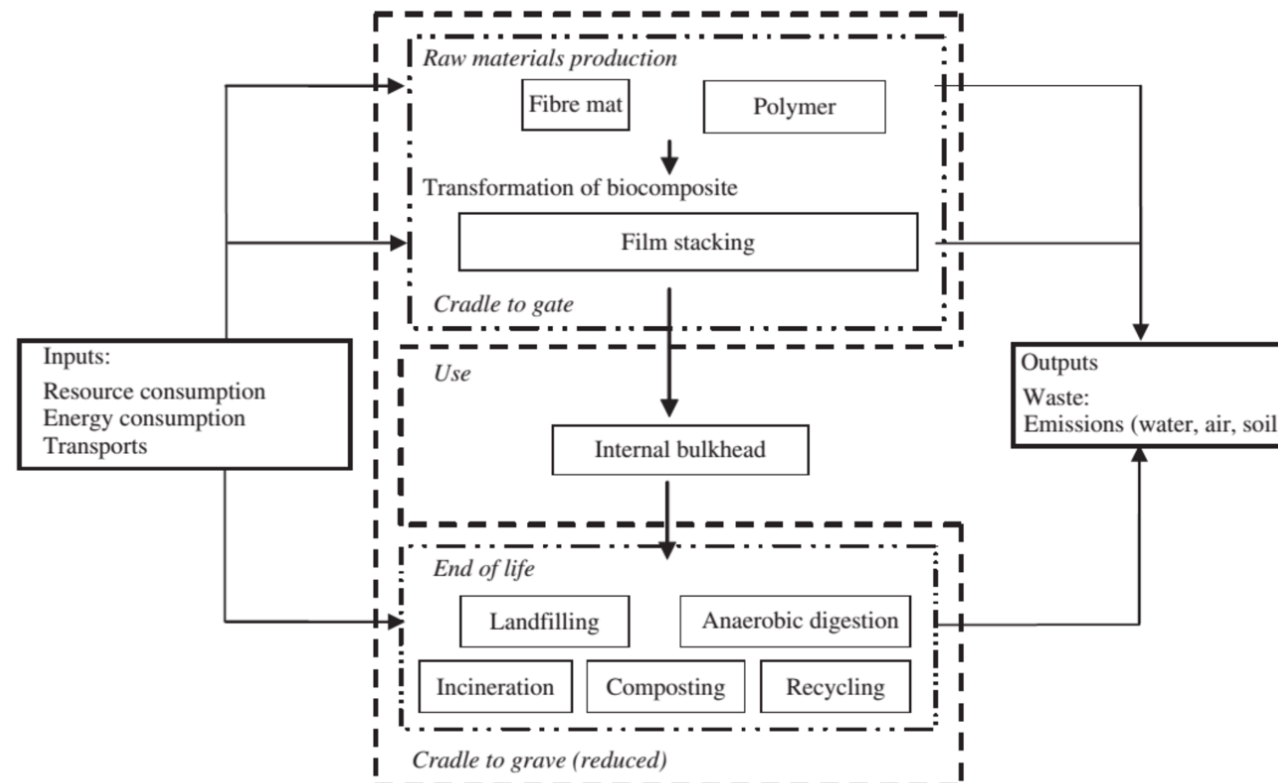 Raw materials production
Fibre mat
Polymer
Transformation of biocomposite
Film stacking
Cradle to gate
Inputs:
Resource consumption
Energy consumption
Transports
Use
Internal bulkhead
Outputs
Waste:
Emissions (water, air, soil
End of life
Landfilling
Anaerobic digestion
Incineration
Composting
Recycling
Cradle to grave (reduced)